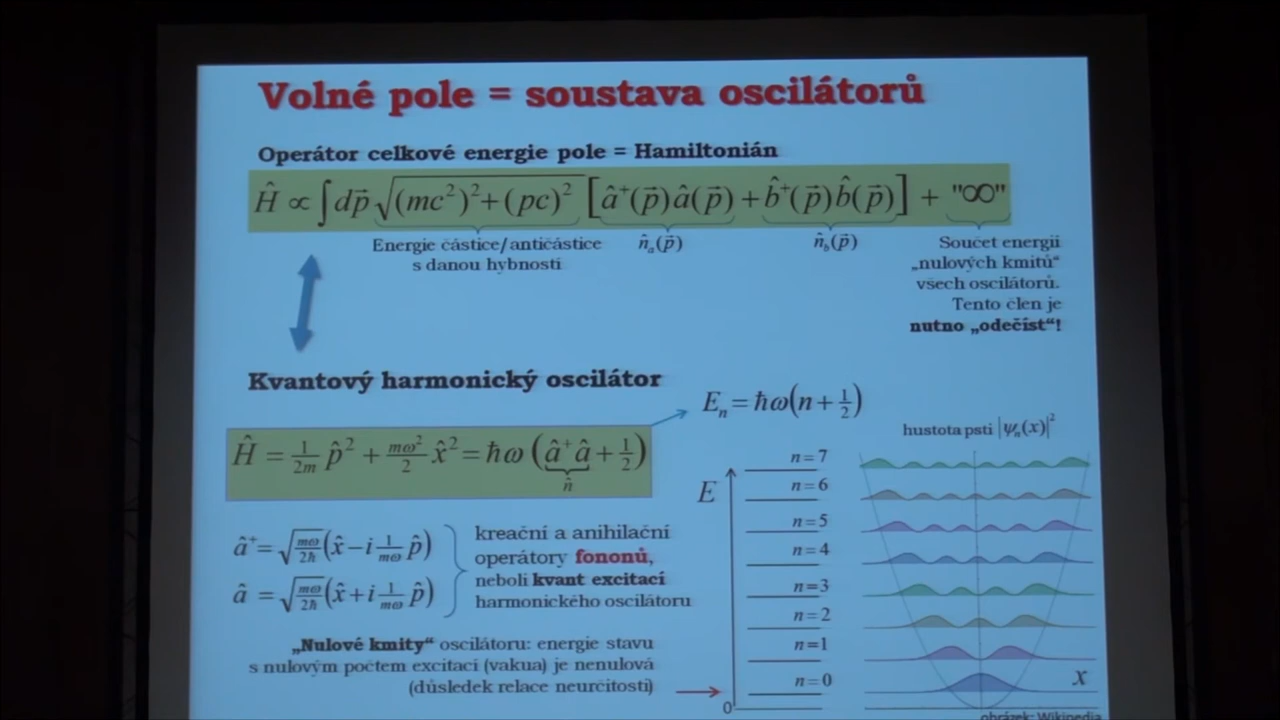 Volné pole = soustava oscilátorů
Operátor celkové energie pole = Hamiltonián
Ĥ ∝ ∫dp⃗ √((mc²)²+(pc)²) [â⁺(p⃗)â(p⃗) + b̂⁺(p⃗)b̂(p⃗)] + "∞"
Energie částice/antičástice
s danou hybností
n̂ₐ(p⃗)
n̂_b(p⃗)
Součet energií
„nulových kmitů“
všech oscilátorů.
Tento člen je
nutno „odečíst“!
Kvantový harmonický oscilátor
Eₙ = ħω(n + ½)
Ĥ = 1/2m p̂² + mω²/2 x̂² = ħω (â⁺â + ½)
n̂
â⁺ = √(mω/2ħ) (x̂ − i 1/mω p̂)
â = √(mω/2ħ) (x̂ + i 1/mω p̂)
kreační a anihilační
operátory fononů,
neboli kvant excitací
harmonického oscilátoru
„Nulové kmity“ oscilátoru: energie stavu
s nulovým počtem excitací (vakua) je nenulová
(důsledek relace neurčitosti)
E
n=7
n=6
n=5
n=4
n=3
n=2
n=1
n=0
0
hustota psti |ψₙ(x)|²
x
obrázek: Wikipedia